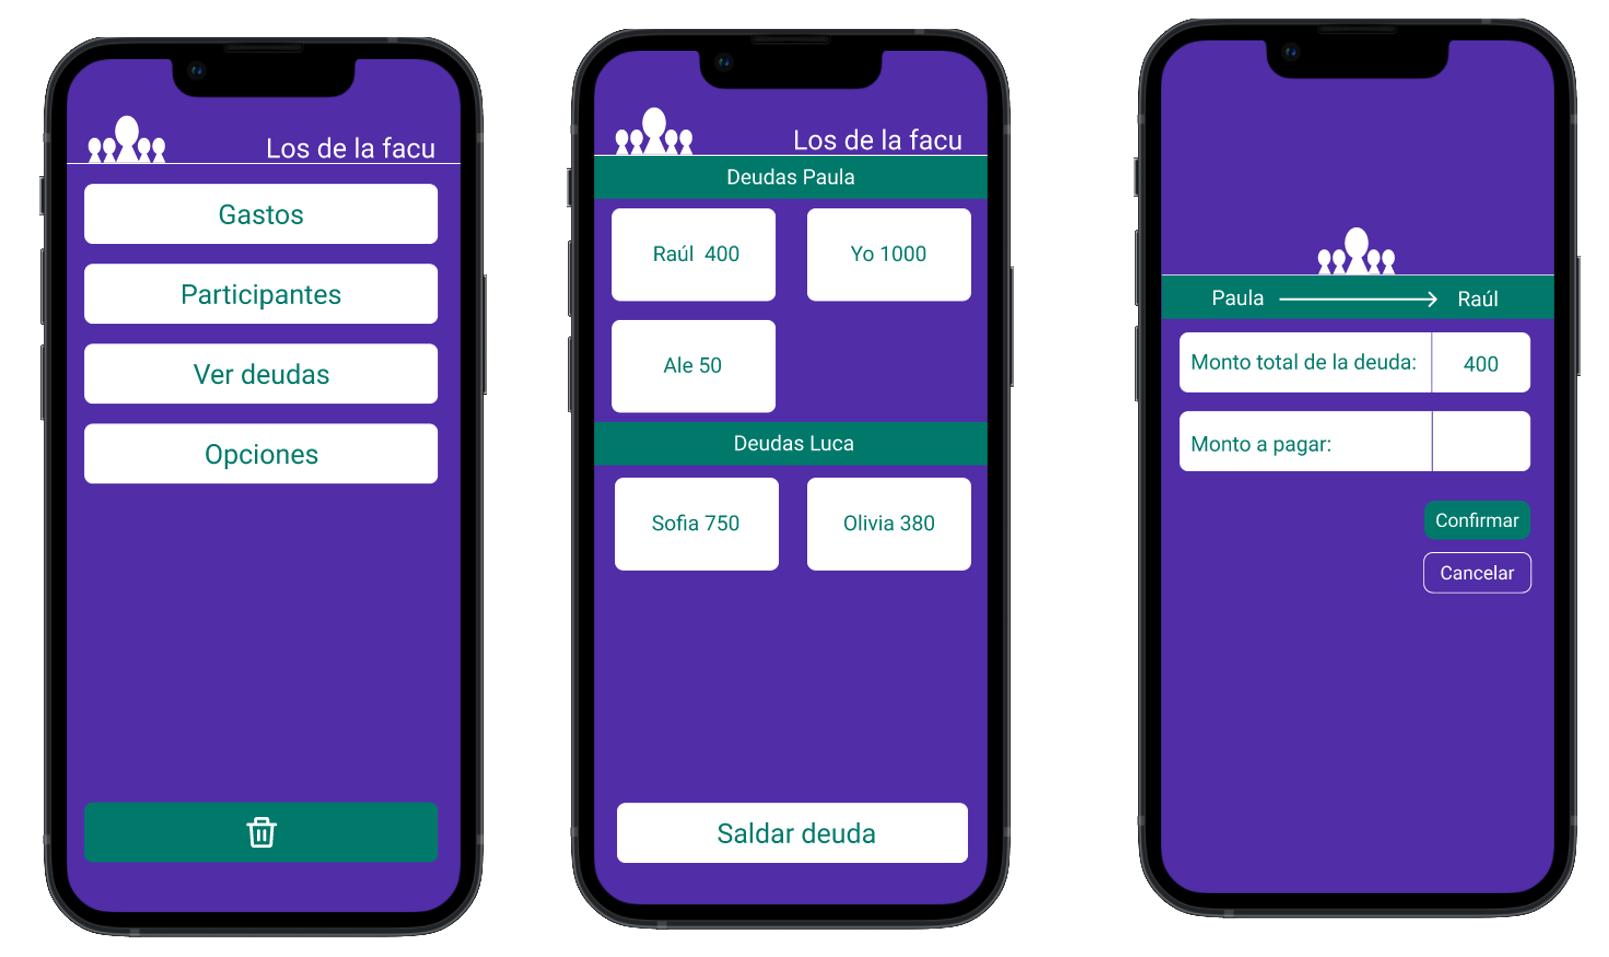 Los de la facu
Gastos
Participantes
Ver deudas
Opciones
Los de la facu
Deudas Paula
Raúl 400
Yo 1000
Ale 50
Deudas Luca
Sofia 750
Olivia 380
Saldar deuda
Paula
Raúl
Monto total de la deuda: 400
Monto a pagar:
Confirmar
Cancelar